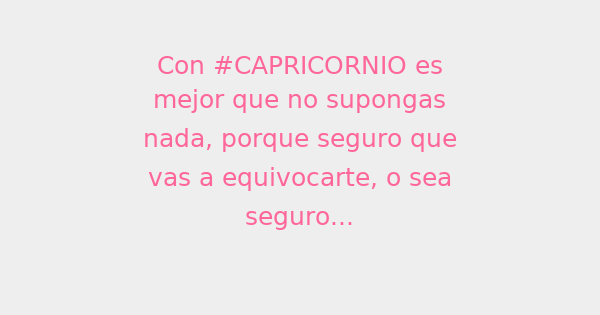 Con #CAPRICORNIO es
mejor que no supongas
nada, porque seguro que
vas a equivocarte, o sea
seguro...